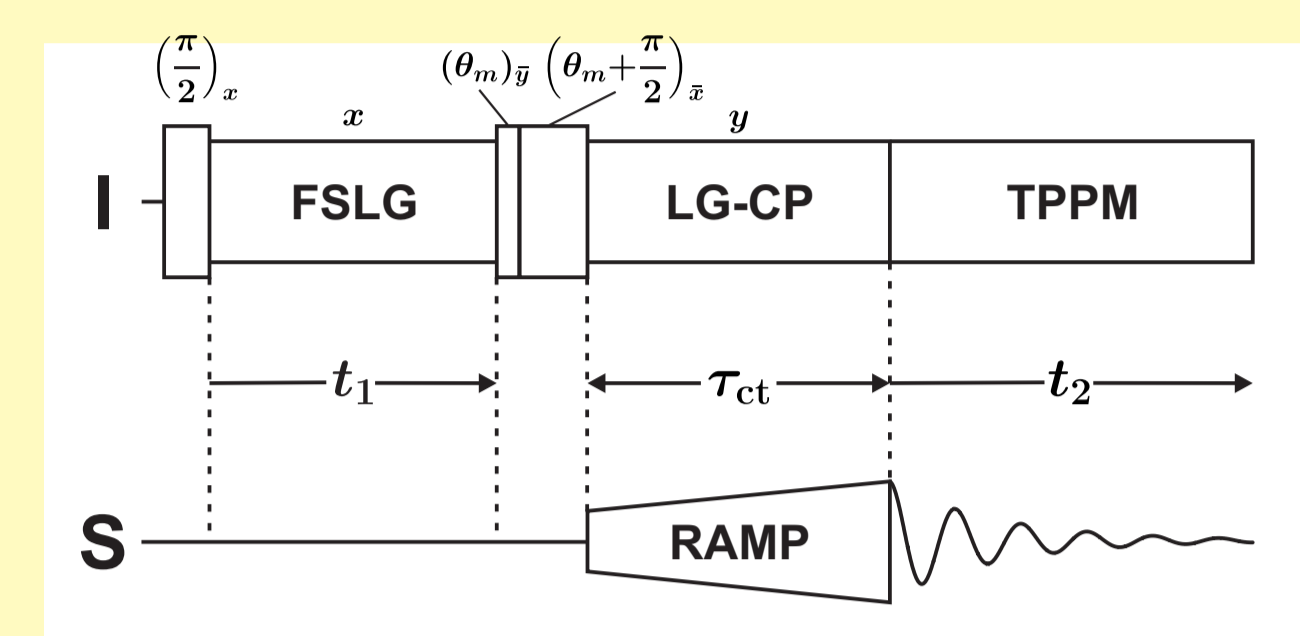 (π/2)x
(θm)ȳ (θm+π/2)x̄
x
y
I
FSLG
LG-CP
TPPM
t1
τct
t2
S
RAMP